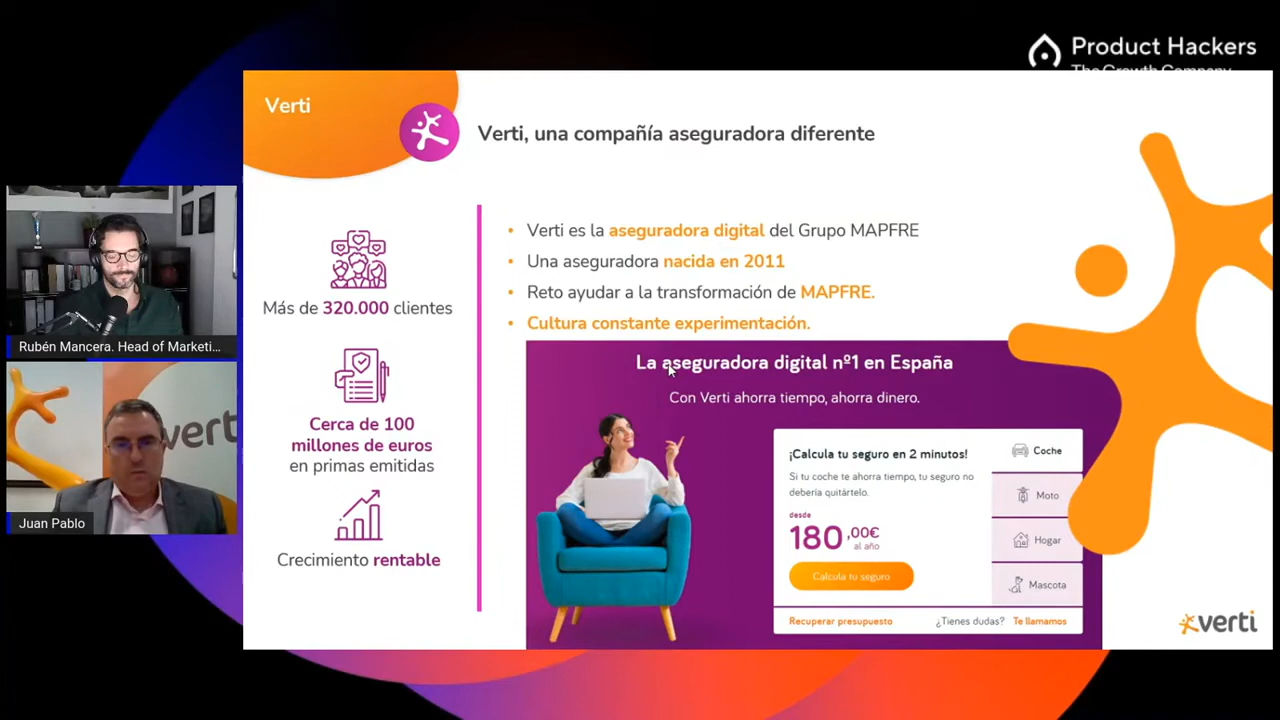 Product Hackers
The Growth Company
Verti
Verti, una compañía aseguradora diferente
Más de 320.000 clientes
Cerca de 100
millones de euros
en primas emitidas
Crecimiento rentable
• Verti es la aseguradora digital del Grupo MAPFRE
• Una aseguradora nacida en 2011
• Reto ayudar a la transformación de MAPFRE.
• Cultura constante experimentación.
La aseguradora digital nº1 en España
Con Verti ahorra tiempo, ahorra dinero.
¡Calcula tu seguro en 2 minutos!
Si tu coche te ahorra tiempo, tu seguro no
debería quitártelo.
desde
180,00€
al año
Calcula tu seguro
Coche
Moto
Hogar
Mascota
Recuperar presupuesto
¿Tienes dudas? Te llamamos
verti
Rubén Mancera. Head of Marketi...
vert
Juan Pablo